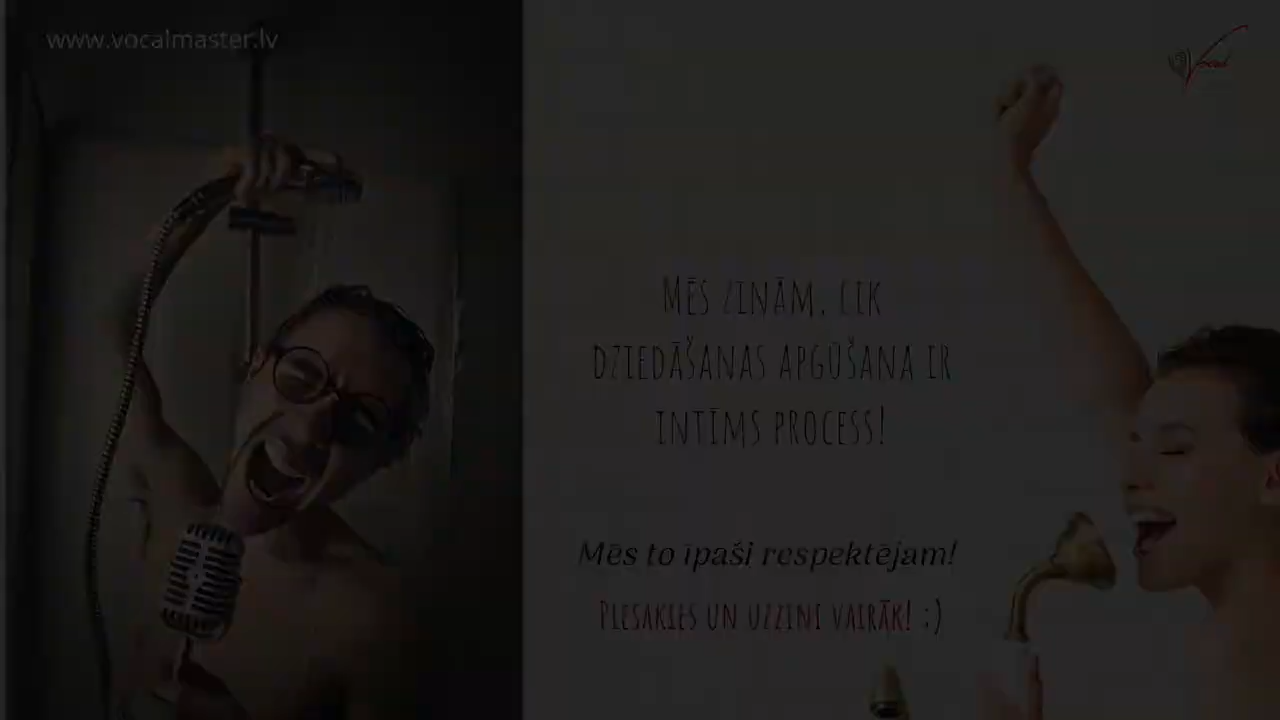 www.vocalmaster.lv
Vocal
Mēs zinām, cik
dziedāšanas apgūšana ir
intīms process!
Mēs to īpaši respektējam!
Piesakies un uzzini vairāk! :)